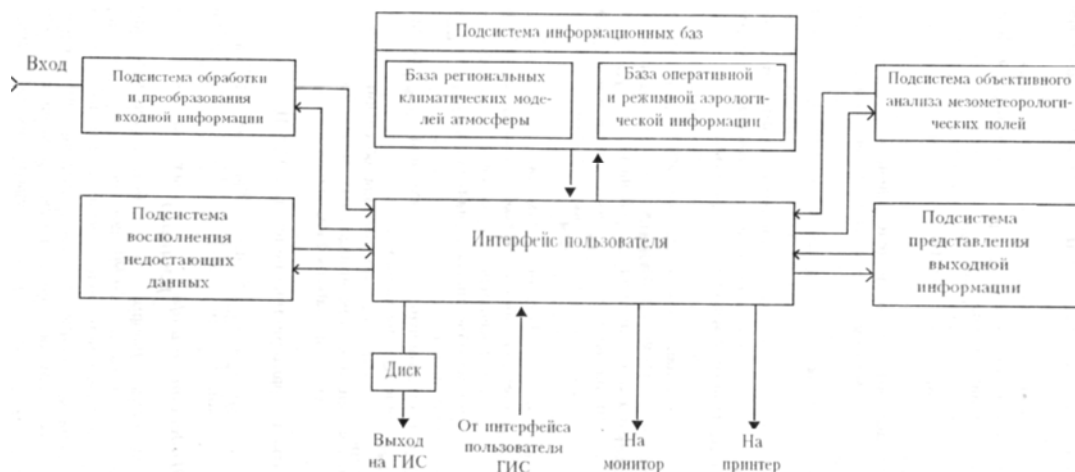 Подсистема информационных баз
Вход
Подсистема обработки
и преобразования
входной информации
База региональных
климатических моде-
лей атмосферы
База оперативной
и режимной аэрологи-
ческой информации
Подсистема объективного
анализа мезометеорологи-
ческих полей
Подсистема
восполнения
недостающих
данных
Интерфейс пользователя
Подсистема
представления
выходной
информации
Диск
Выход
на ГИС
От интерфейса
пользователя
ГИС
На
монитор
На
принтер